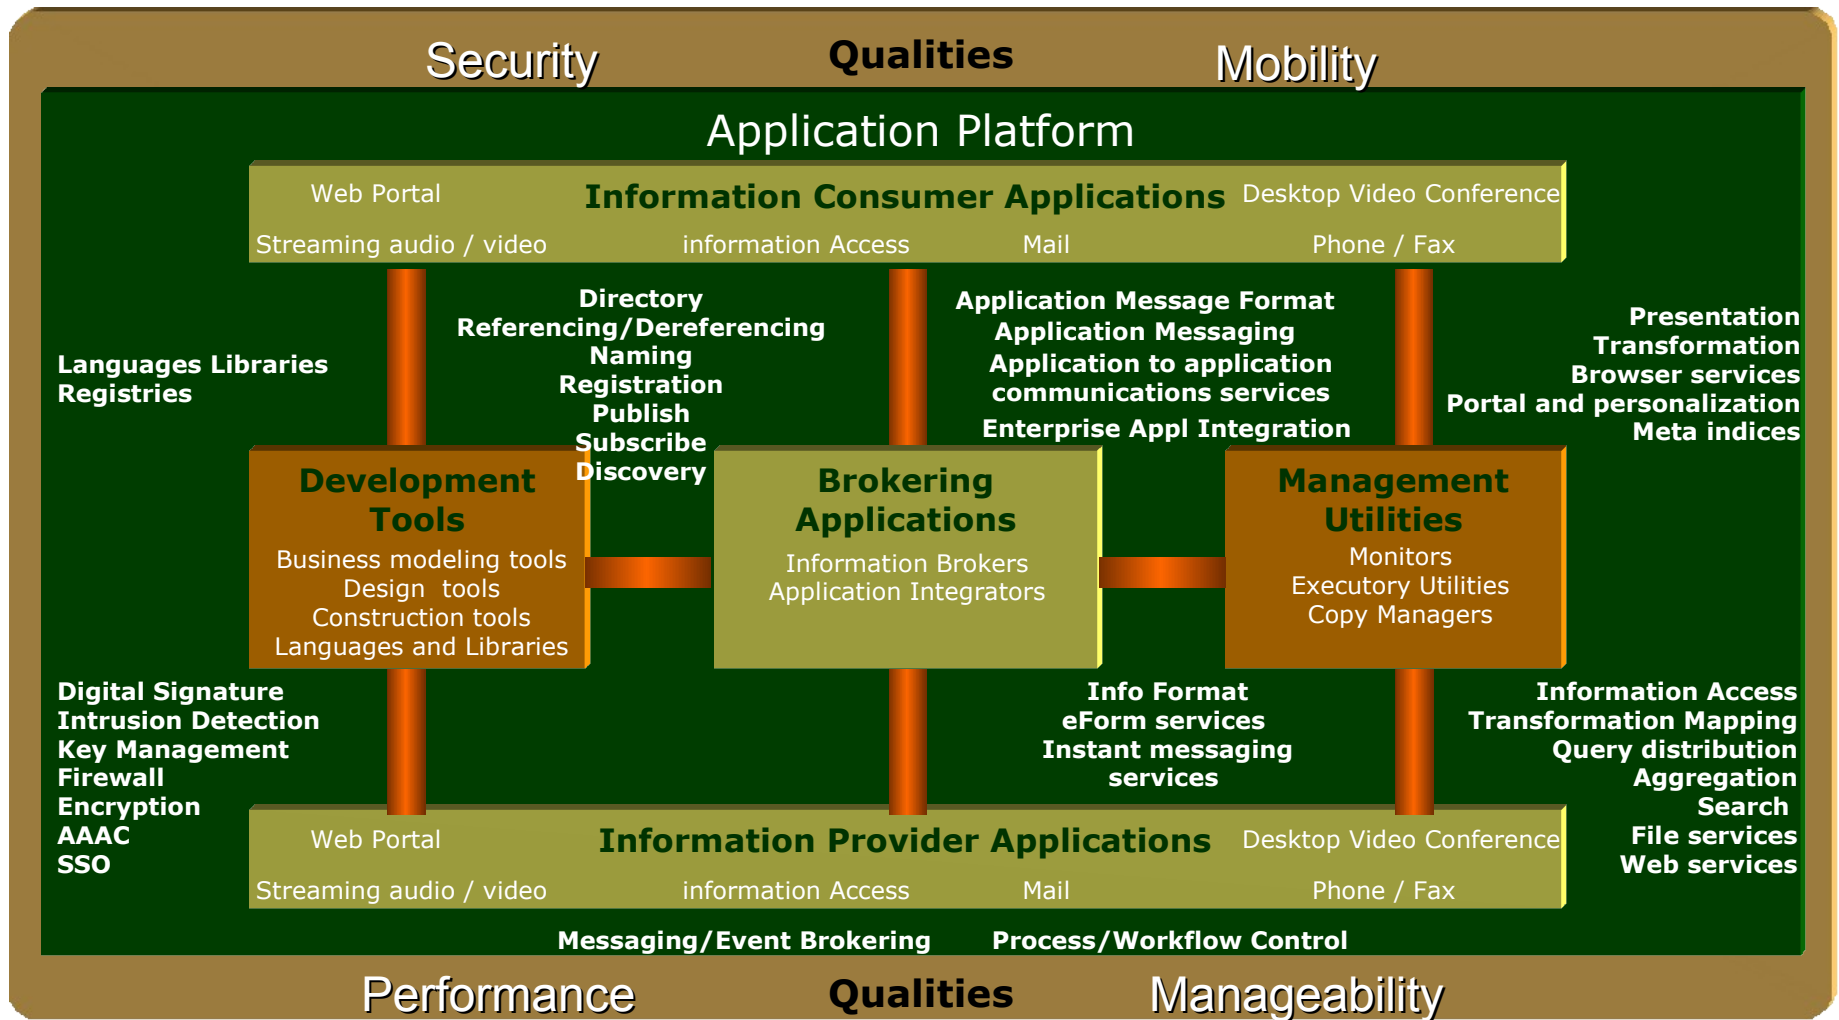 Security
Qualities
Mobility
Application Platform
Web Portal
Information Consumer Applications
Desktop Video Conference
Streaming audio / video
information Access
Mail
Phone / Fax
Languages Libraries
Registries
Directory
Referencing/Dereferencing
Naming
Registration
Publish
Subscribe
Discovery
Application Message Format
Application Messaging
Application to application
communications services
Enterprise Appl Integration
Presentation
Transformation
Browser services
Portal and personalization
Meta indices
Development
Tools
Business modeling tools
Design  tools
Construction tools
Languages and Libraries
Brokering
Applications
Information Brokers
Application Integrators
Management
Utilities
Monitors
Executory Utilities
Copy Managers
Digital Signature
Intrusion Detection
Key Management
Firewall
Encryption
AAAC
SSO
Info Format
eForm services
Instant messaging
services
Information Access
Transformation Mapping
Query distribution
Aggregation
Search
File services
Web services
Web Portal
Information Provider Applications
Desktop Video Conference
Streaming audio / video
information Access
Mail
Phone / Fax
Messaging/Event Brokering
Process/Workflow Control
Performance
Qualities
Manageability